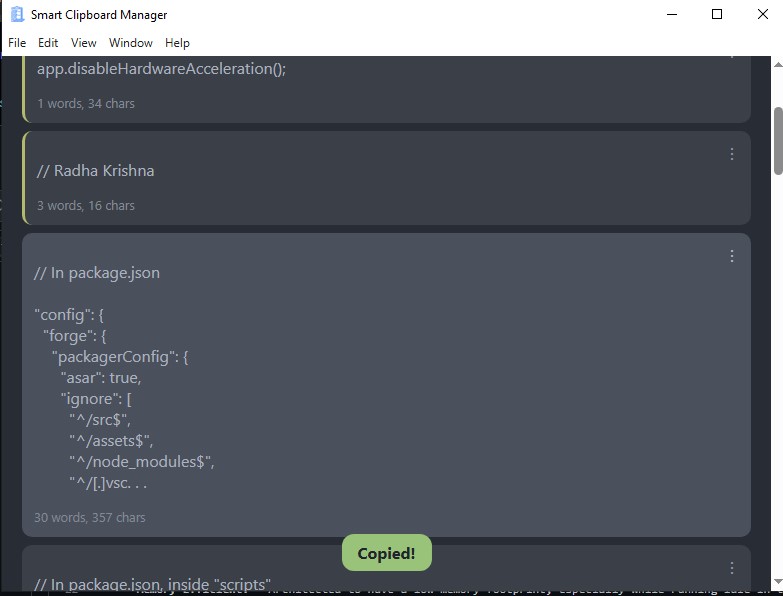 Smart Clipboard Manager
File Edit View Window Help
app.disableHardwareAcceleration();
1 words, 34 chars
// Radha Krishna
3 words, 16 chars
// In package.json
"config": {
"forge": {
"packagerConfig": {
"asar": true,
"ignore": [
"^/src$",
"^/assets$",
"^/node_modules$",
"^/[.]vsc. . .
30 words, 357 chars
Copied!
// In package.json, inside "scripts"